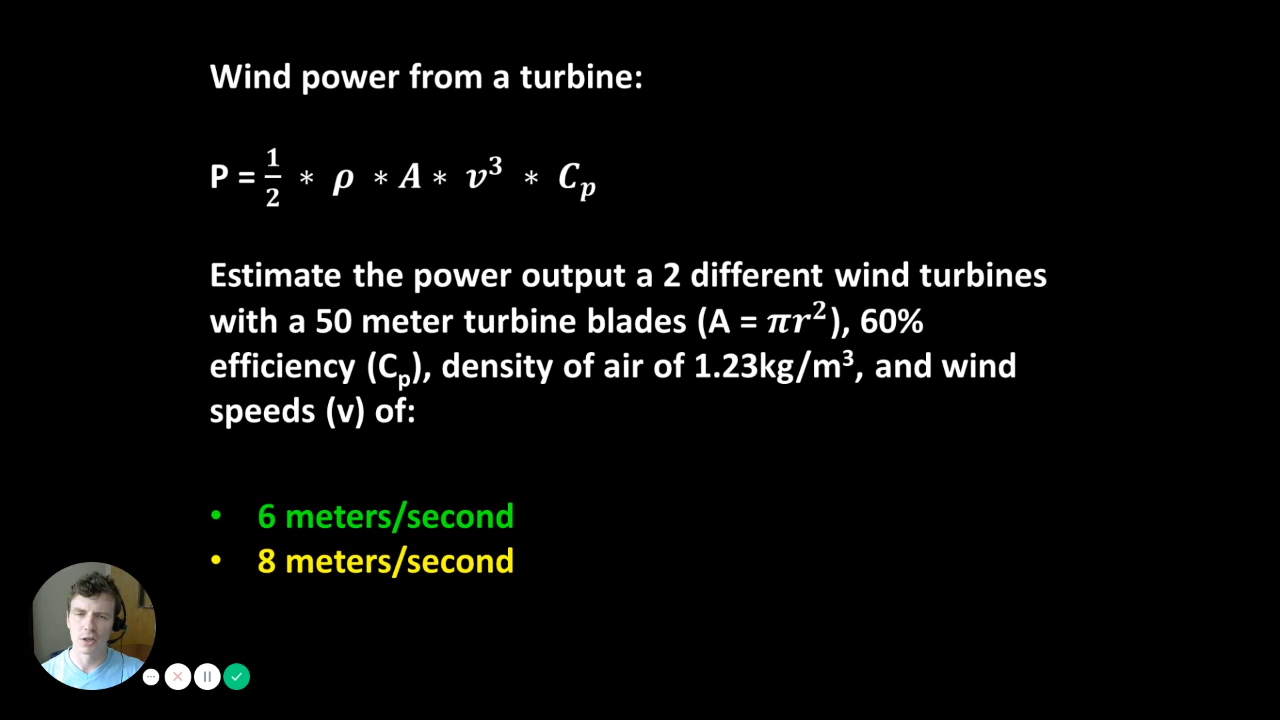 Wind power from a turbine:
P = 1/2 * ρ * A * v³ * Cₚ
Estimate the power output a 2 different wind turbines
with a 50 meter turbine blades (A = πr²), 60%
efficiency (Cₚ), density of air of 1.23kg/m³, and wind
speeds (v) of:
• 6 meters/second
• 8 meters/second